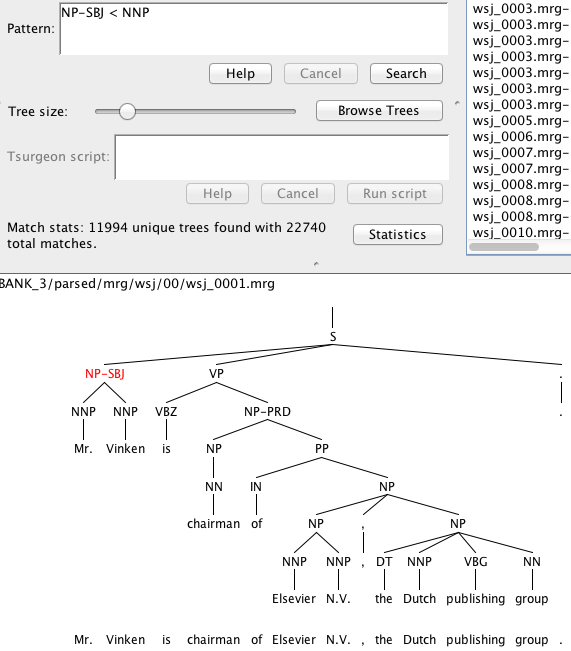 Pattern:
NP-SBJ < NNP
Help Cancel Search
Tree size: Browse Trees
Tsurgeon script:
Help Cancel Run script
Match stats: 11994 unique trees found with 22740
total matches.
Statistics
wsj_0003.mrg-
wsj_0003.mrg-
wsj_0003.mrg-
wsj_0003.mrg-
wsj_0003.mrg-
wsj_0003.mrg-
wsj_0003.mrg-
wsj_0005.mrg-
wsj_0006.mrg-
wsj_0007.mrg-
wsj_0007.mrg-
wsj_0008.mrg-
wsj_0008.mrg-
wsj_0008.mrg-
wsj_0010.mrg-
BANK_3/parsed/mrg/wsj/00/wsj_0001.mrg
S
NP-SBJ VP .
NNP NNP VBZ NP-PRD .
Mr. Vinken is NP PP
NN IN NP
chairman of NP , NP
NNP NNP , DT NNP VBG NN
Elsevier N.V. the Dutch publishing group
Mr. Vinken is chairman of Elsevier N.V. , the Dutch publishing group .